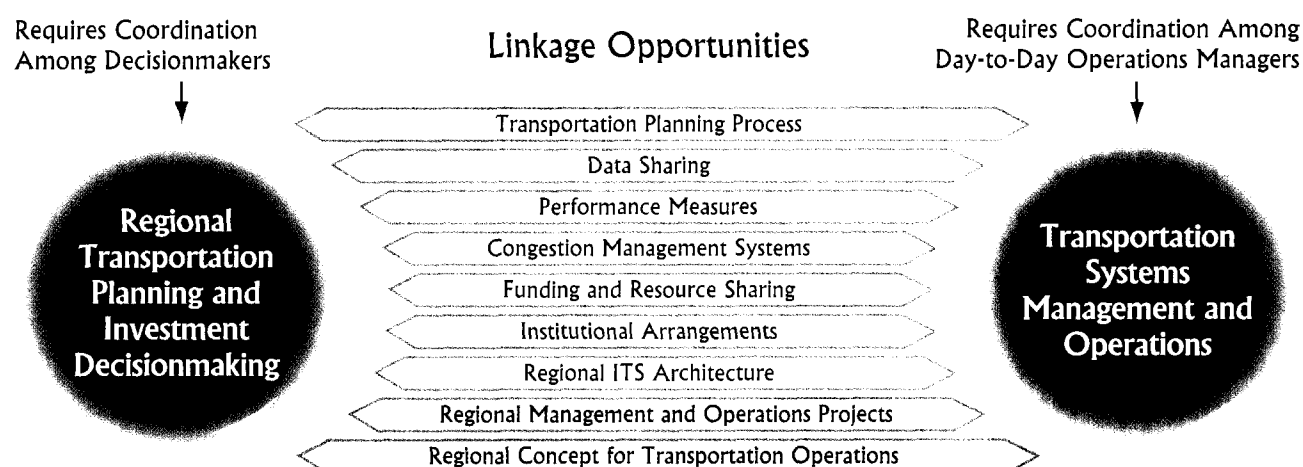 Requires Coordination
Among Decisionmakers
Linkage Opportunities
Requires Coordination Among
Day-to-Day Operations Managers
Transportation Planning Process
Data Sharing
Performance Measures
Congestion Management Systems
Funding and Resource Sharing
Institutional Arrangements
Regional ITS Architecture
Regional Management and Operations Projects
Regional Concept for Transportation Operations
Regional
Transportation
Planning and
Investment
Decisionmaking
Transportation
Systems
Management and
Operations